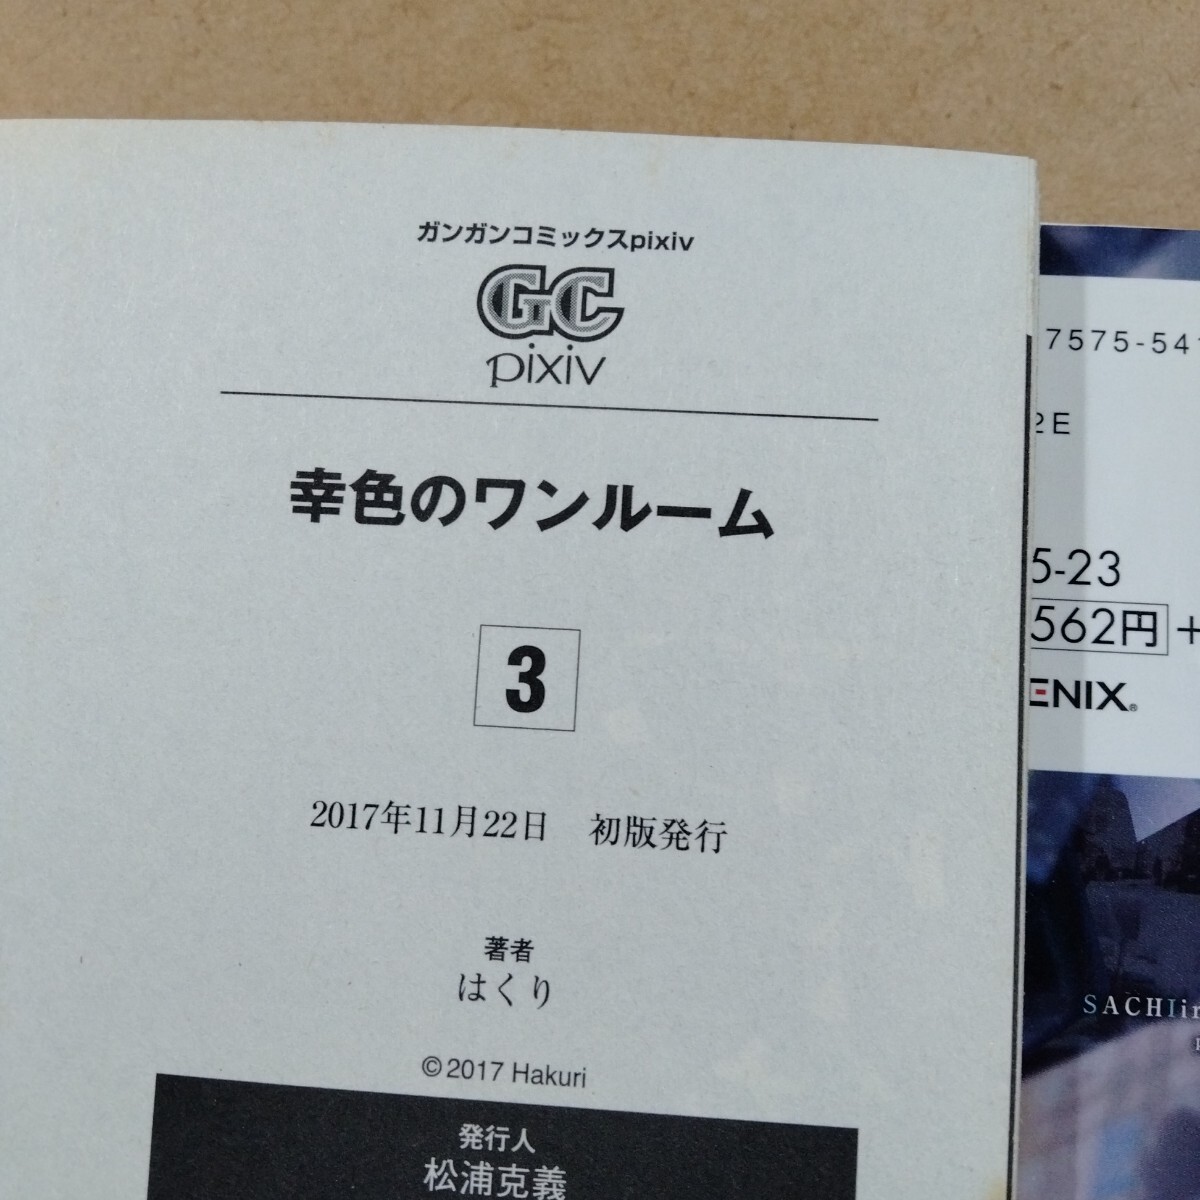 ガンガンコミックスpixiv
GC
pixiv
幸色のワンルーム
3
2017年11月22日 初版発行
著者
はくり
©2017 Hakuri
発行人
松浦克義
7575-54
2E
5-23
562円+
ENIX®
SACHIir